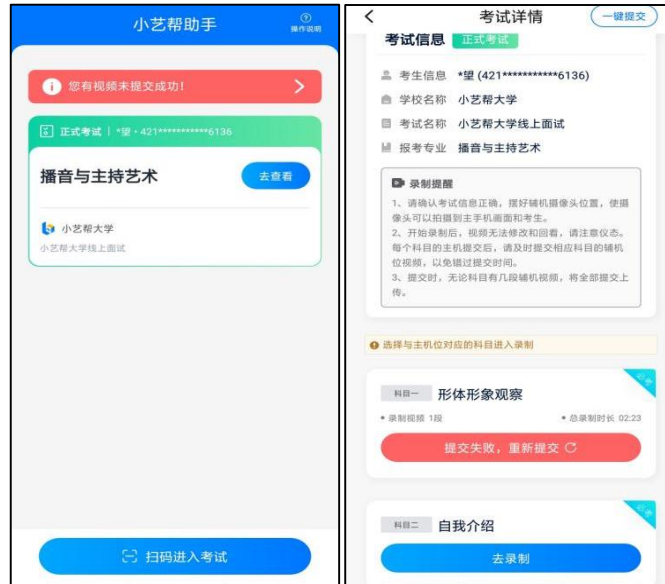 小艺帮助手
操作说明
您有视频未提交成功!
正式考试 | *望・421***********6136
播音与主持艺术
去查看
小艺帮大学
小艺帮大学线上面试
扫码进入考试
考试详情
一键提交
考试信息 正式考试
考生信息 *望 (421***********6136)
学校名称 小艺帮大学
考试名称 小艺帮大学线上面试
报考专业 播音与主持艺术
录制提醒
1、请确认考试信息正确，摆好辅机摄像头位置，使摄
像头可以拍摄到主手机画面和考生。
2、开始录制后，视频无法修改和回看，请注意仪态。
每个科目的主机提交后，请及时提交相应科目的辅机
位视频，以免错过提交时间。
3、提交时，无论科目有几段辅机视频，将全部提交上
传。
选择与主机位对应的科目进入录制
必考
科目一 形体形象观察
• 录制视频 1段 • 总录制时长 02:23
提交失败，重新提交
必考
科目二 自我介绍
去录制